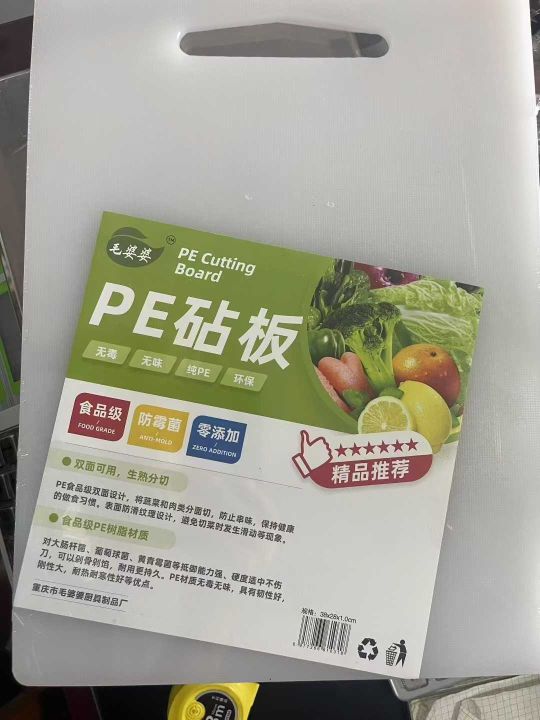 毛婆婆
TM
PE Cutting
Board
PE砧板
无毒 无味 纯PE 环保
食品级
FOOD GRADE
防霉菌
ANTI-MOLD
零添加
ZERO ADDITION
精品推荐
双面可用，生熟分切
PE食品级双面设计，将蔬菜和肉类分面切，防止串味，保持健康
的做食习惯。表面防滑纹理设计，避免切菜时发生滑动等现象。
食品级PE树脂材质
对大肠杆菌、葡萄球菌、黄青霉菌等抵御能力强、硬度适中不伤
刀，可以剁骨剁馅，耐用更持久。PE材质无毒无味，具有韧性好，
刚性大，耐热耐寒性好等优点。
重庆市毛婆婆厨具制品厂
规格：38x28x1.0cm